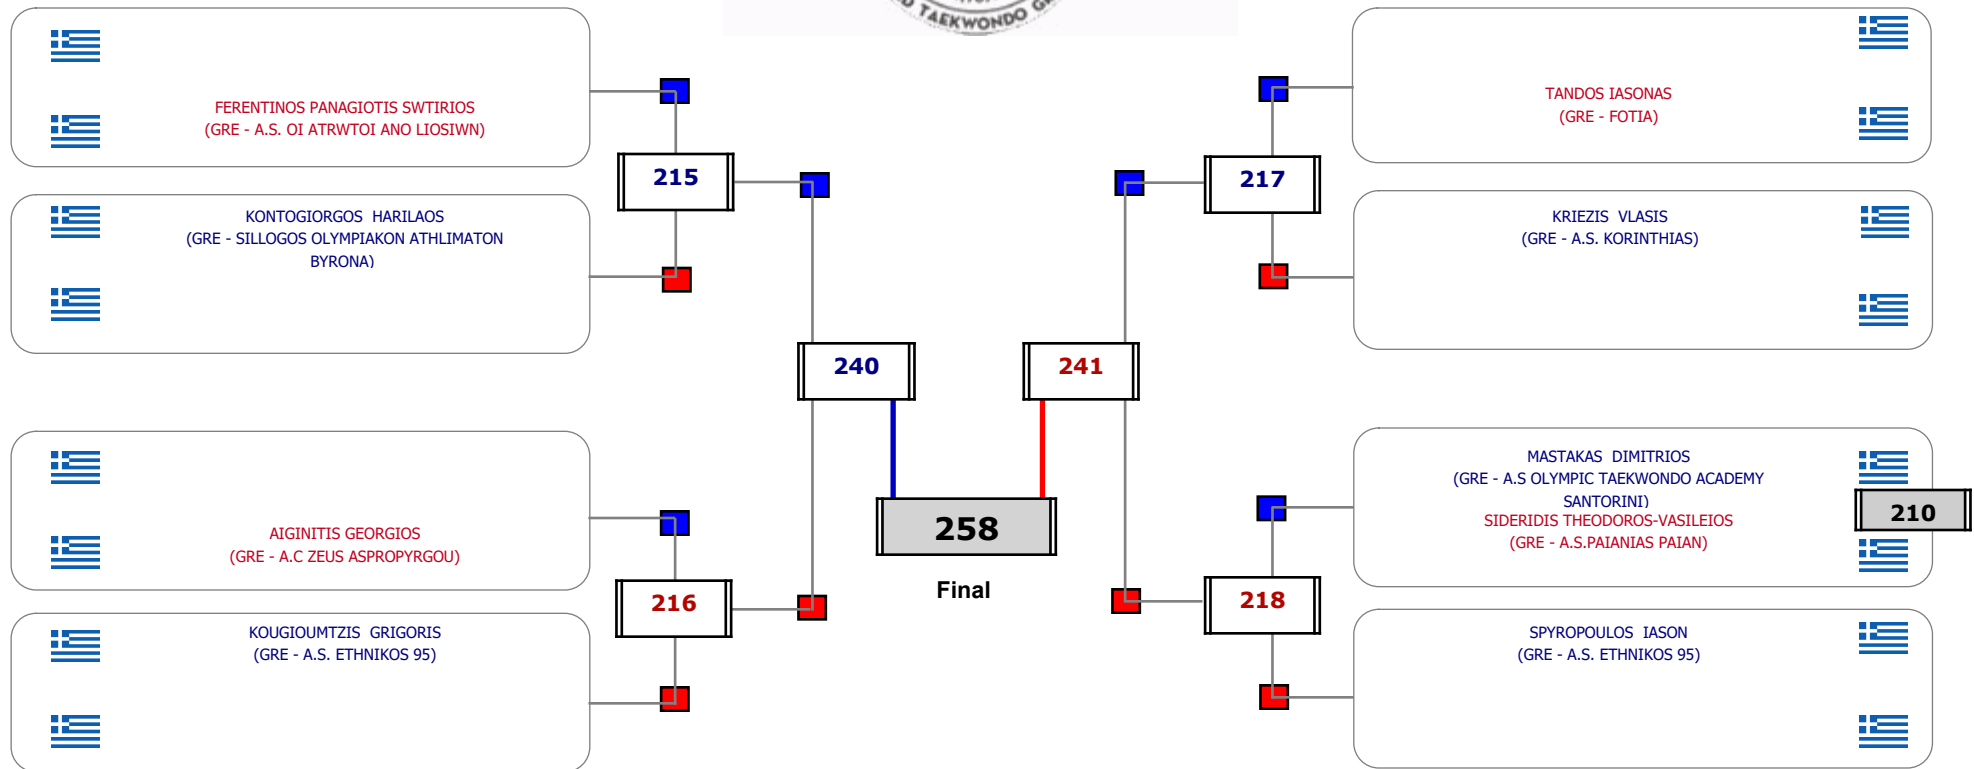 TAEKWONDO
FERENTINOS PANAGIOTIS SWTIRIOS
(GRE - A.S. OI ATRWTOI ANO LIOSIWN)
215
KONTOGIORGOS HARILAOS
(GRE - SILLOGOS OLYMPIAKON ATHLIMATON
BYRONA)
240
AIGINITIS GEORGIOS
(GRE - A.C ZEUS ASPROPYRGOU)
216
KOUGIOUMTZIS GRIGORIS
(GRE - A.S. ETHNIKOS 95)
258
Final
TANDOS IASONAS
(GRE - FOTIA)
217
KRIEZIS VLASIS
(GRE - A.S. KORINTHIAS)
241
MASTAKAS DIMITRIOS
(GRE - A.S OLYMPIC TAEKWONDO ACADEMY
SANTORINI)
SIDERIDIS THEODOROS-VASILEIOS
(GRE - A.S.PAIANIAS PAIAN)
210
218
SPYROPOULOS IASON
(GRE - A.S. ETHNIKOS 95)